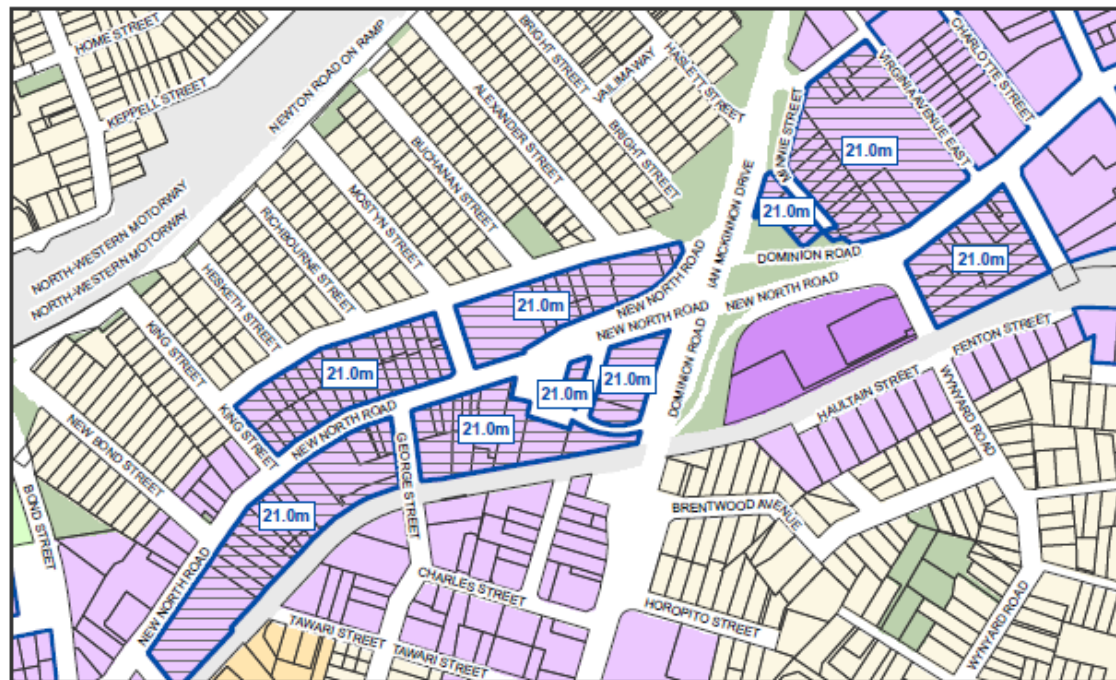 HOME STREET
KEPPELL STREET
NEWTON ROAD ON RAMP
BRIGHT STREET
VAILIMA WAY
HASLETT STREET
VIRGINIA AVENUE EAST
CHARLOTTE STREET
ALEXANDER STREET
BRIGHT STREET
BUCHANAN STREET
MOSTYN STREET
MINNIE STREET
21.0m
IAN MCKINNON DRIVE
21.0m
NORTH-WESTERN MOTORWAY
NORTH-WESTERN MOTORWAY
RICHBOURNE STREET
HESKETH STREET
KING STREET
DOMINION ROAD
21.0m
NEW NORTH ROAD
21.0m
NEW NORTH ROAD
NEW NORTH ROAD
FENTON STREET
21.0m
DOMINION ROAD
21.0m
21.0m
HAULTAIN STREET
WYNYARD ROAD
KING STREET
NEW NORTH ROAD
21.0m
GEORGE STREET
NEW BOND STREET
BOND STREET
21.0m
BRENTWOOD AVENUE
NEW NORTH ROAD
CHARLES STREET
HOROPITO STREET
WYNYARD ROAD
TAWARI STREET
TAWARI STREET